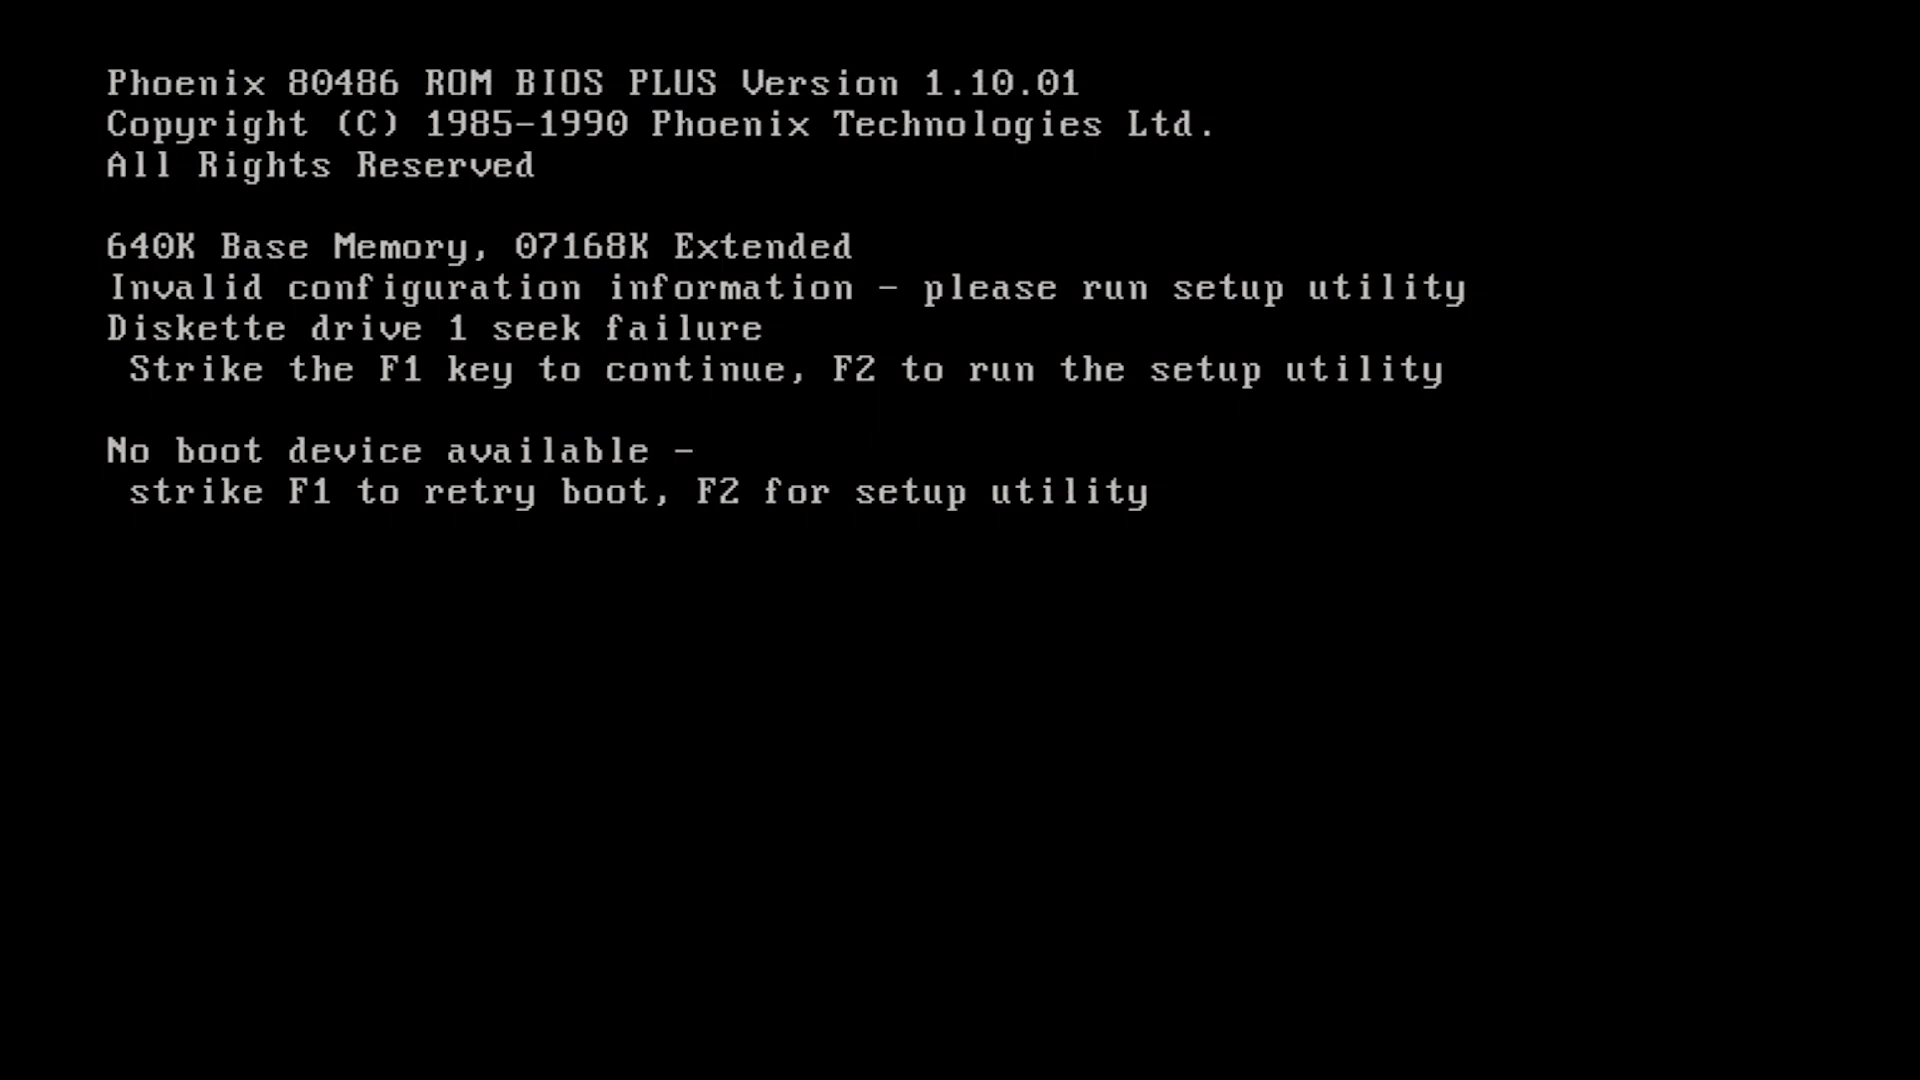 Phoenix 80486 ROM BIOS PLUS Version 1.10.01
Copyright (C) 1985-1990 Phoenix Technologies Ltd.
All Rights Reserved
640K Base Memory, 07168K Extended
Invalid configuration information - please run setup utility
Diskette drive 1 seek failure
Strike the F1 key to continue, F2 to run the setup utility
No boot device available -
strike F1 to retry boot, F2 for setup utility